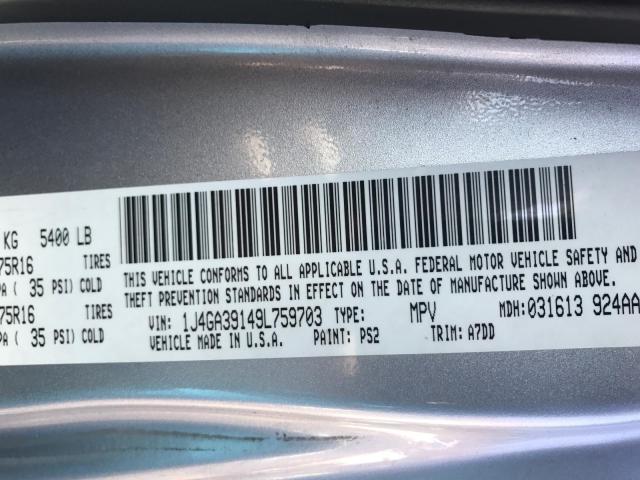 KG 5400 LB
75R16 TIRES
PA ( 35 PSI) COLD
75R16 TIRES
PA ( 35 PSI) COLD
THIS VEHICLE CONFORMS TO ALL APPLICABLE U.S.A. FEDERAL MOTOR VEHICLE SAFETY AND
THEFT PREVENTION STANDARDS IN EFFECT ON THE DATE OF MANUFACTURE SHOWN ABOVE.
VIN: 1J4GA39149L759703 TYPE: MPV MDH:031613 924AA
VEHICLE MADE IN U.S.A. PAINT: PS2 TRIM: A7DD